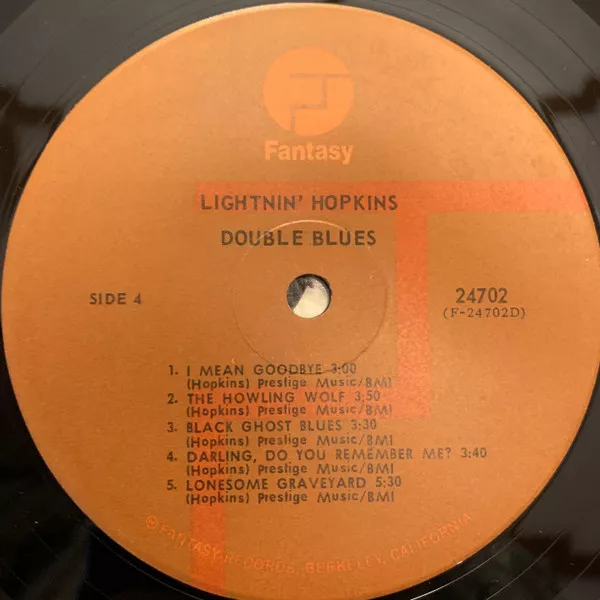 Fantasy
LIGHTNIN' HOPKINS
DOUBLE BLUES
SIDE 4
24702
(F-24702D)
1. I MEAN GOODBYE 3:00
(Hopkins) Prestige Music/BMI
2. THE HOWLING WOLF 3:50
(Hopkins) Prestige Music/BMI
3. BLACK GHOST BLUES 3:30
(Hopkins) Prestige Music/BMI
4. DARLING, DO YOU REMEMBER ME? 3:40
(Hopkins) Prestige Music/BMI
5. LONESOME GRAVEYARD 5:30
(Hopkins) Prestige Music/BMI
℗ FANTASY RECORDS, BERKELEY, CALIFORNIA